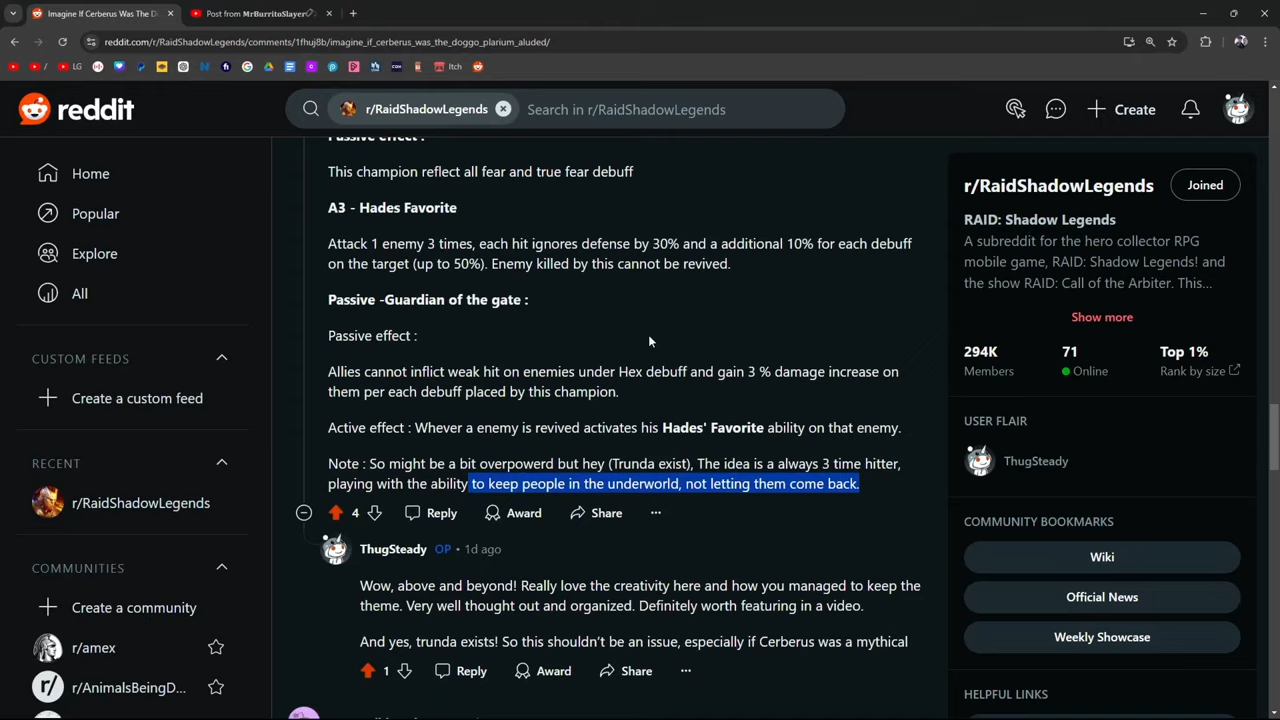 Imagine If Cerberus Was The D
Post from 𝐌𝐫𝐁𝐮𝐫𝐫𝐢𝐭𝐨𝐒𝐥𝐚𝐲𝐞𝐫
reddit.com/r/RaidShadowLegends/comments/1fhuj8b/imagine_if_cerberus_was_the_doggo_plarium_aluded/
/
LG
Itch
reddit
r/RaidShadowLegends
Search in r/RaidShadowLegends
Create
Home
Popular
Explore
All
CUSTOM FEEDS
Create a custom feed
RECENT
r/RaidShadowLegends
COMMUNITIES
Create a community
r/amex
r/AnimalsBeingD...
Passive effect :
This champion reflect all fear and true fear debuff
A3 - Hades Favorite
Attack 1 enemy 3 times, each hit ignores defense by 30% and a additional 10% for each debuff
on the target (up to 50%). Enemy killed by this cannot be revived.
Passive -Guardian of the gate :
Passive effect :
Allies cannot inflict weak hit on enemies under Hex debuff and gain 3 % damage increase on
them per each debuff placed by this champion.
Active effect : Whever a enemy is revived activates his Hades' Favorite ability on that enemy.
Note : So might be a bit overpowerd but hey (Trunda exist), The idea is a always 3 time hitter,
playing with the ability to keep people in the underworld, not letting them come back.
4 Reply Award Share
ThugSteady OP • 1d ago
Wow, above and beyond! Really love the creativity here and how you managed to keep the
theme. Very well thought out and organized. Definitely worth featuring in a video.
And yes, trunda exists! So this shouldn't be an issue, especially if Cerberus was a mythical
1 Reply Award Share
r/RaidShadowLegends
Joined
RAID: Shadow Legends
A subreddit for the hero collector RPG
mobile game, RAID: Shadow Legends! and
the show RAID: Call of the Arbiter. This...
Show more
294K 71 Top 1%
Members Online Rank by size
USER FLAIR
ThugSteady
COMMUNITY BOOKMARKS
Wiki
Official News
Weekly Showcase
HELPFUL LINKS